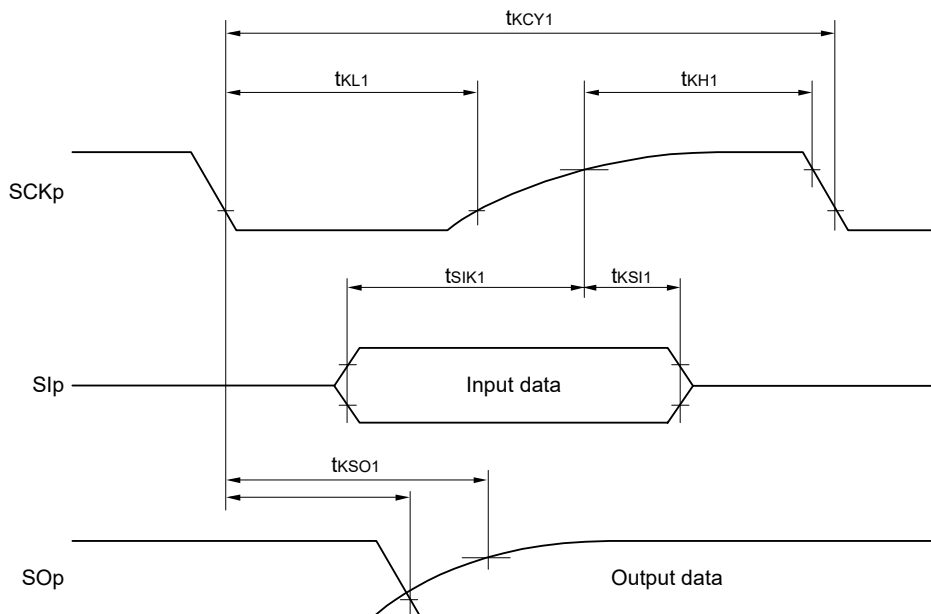 tKCY1
tKL1
tKH1
SCKp
tSIK1
tKSI1
SIp
Input data
tKSO1
SOp
Output data